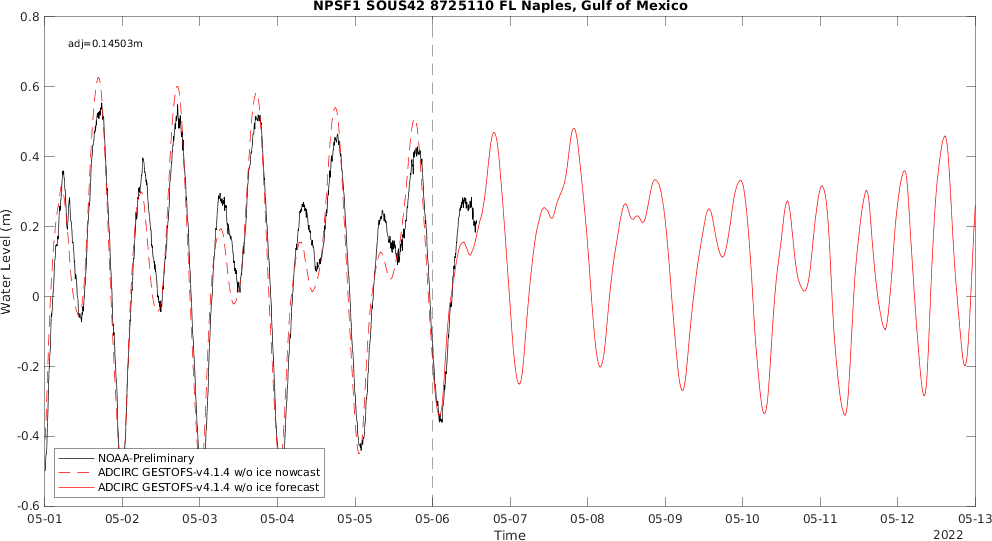 NPSF1 SOUS42 8725110 FL Naples, Gulf of Mexico
0.8
adj=0.14503m
0.6
0.4
0.2
0
-0.2
-0.4
-0.6
Water Level (m)
NOAA-Preliminary
ADCIRC GESTOFS-v4.1.4 w/o ice nowcast
ADCIRC GESTOFS-v4.1.4 w/o ice forecast
05-01 05-02 05-03 05-04 05-05 05-06 05-07 05-08 05-09 05-10 05-11 05-12 05-13
Time
2022